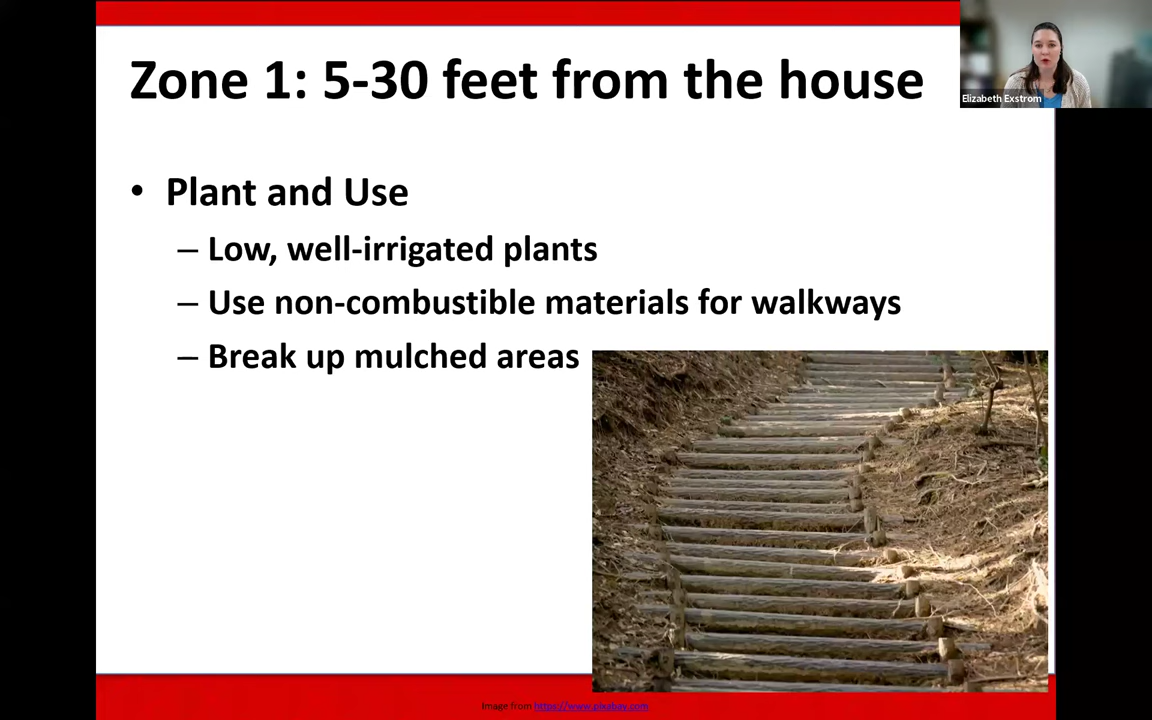 Zone 1: 5-30 feet from the house
Elizabeth Exstrom
• Plant and Use
– Low, well-irrigated plants
– Use non-combustible materials for walkways
– Break up mulched areas
Image from https://www.pixabay.com